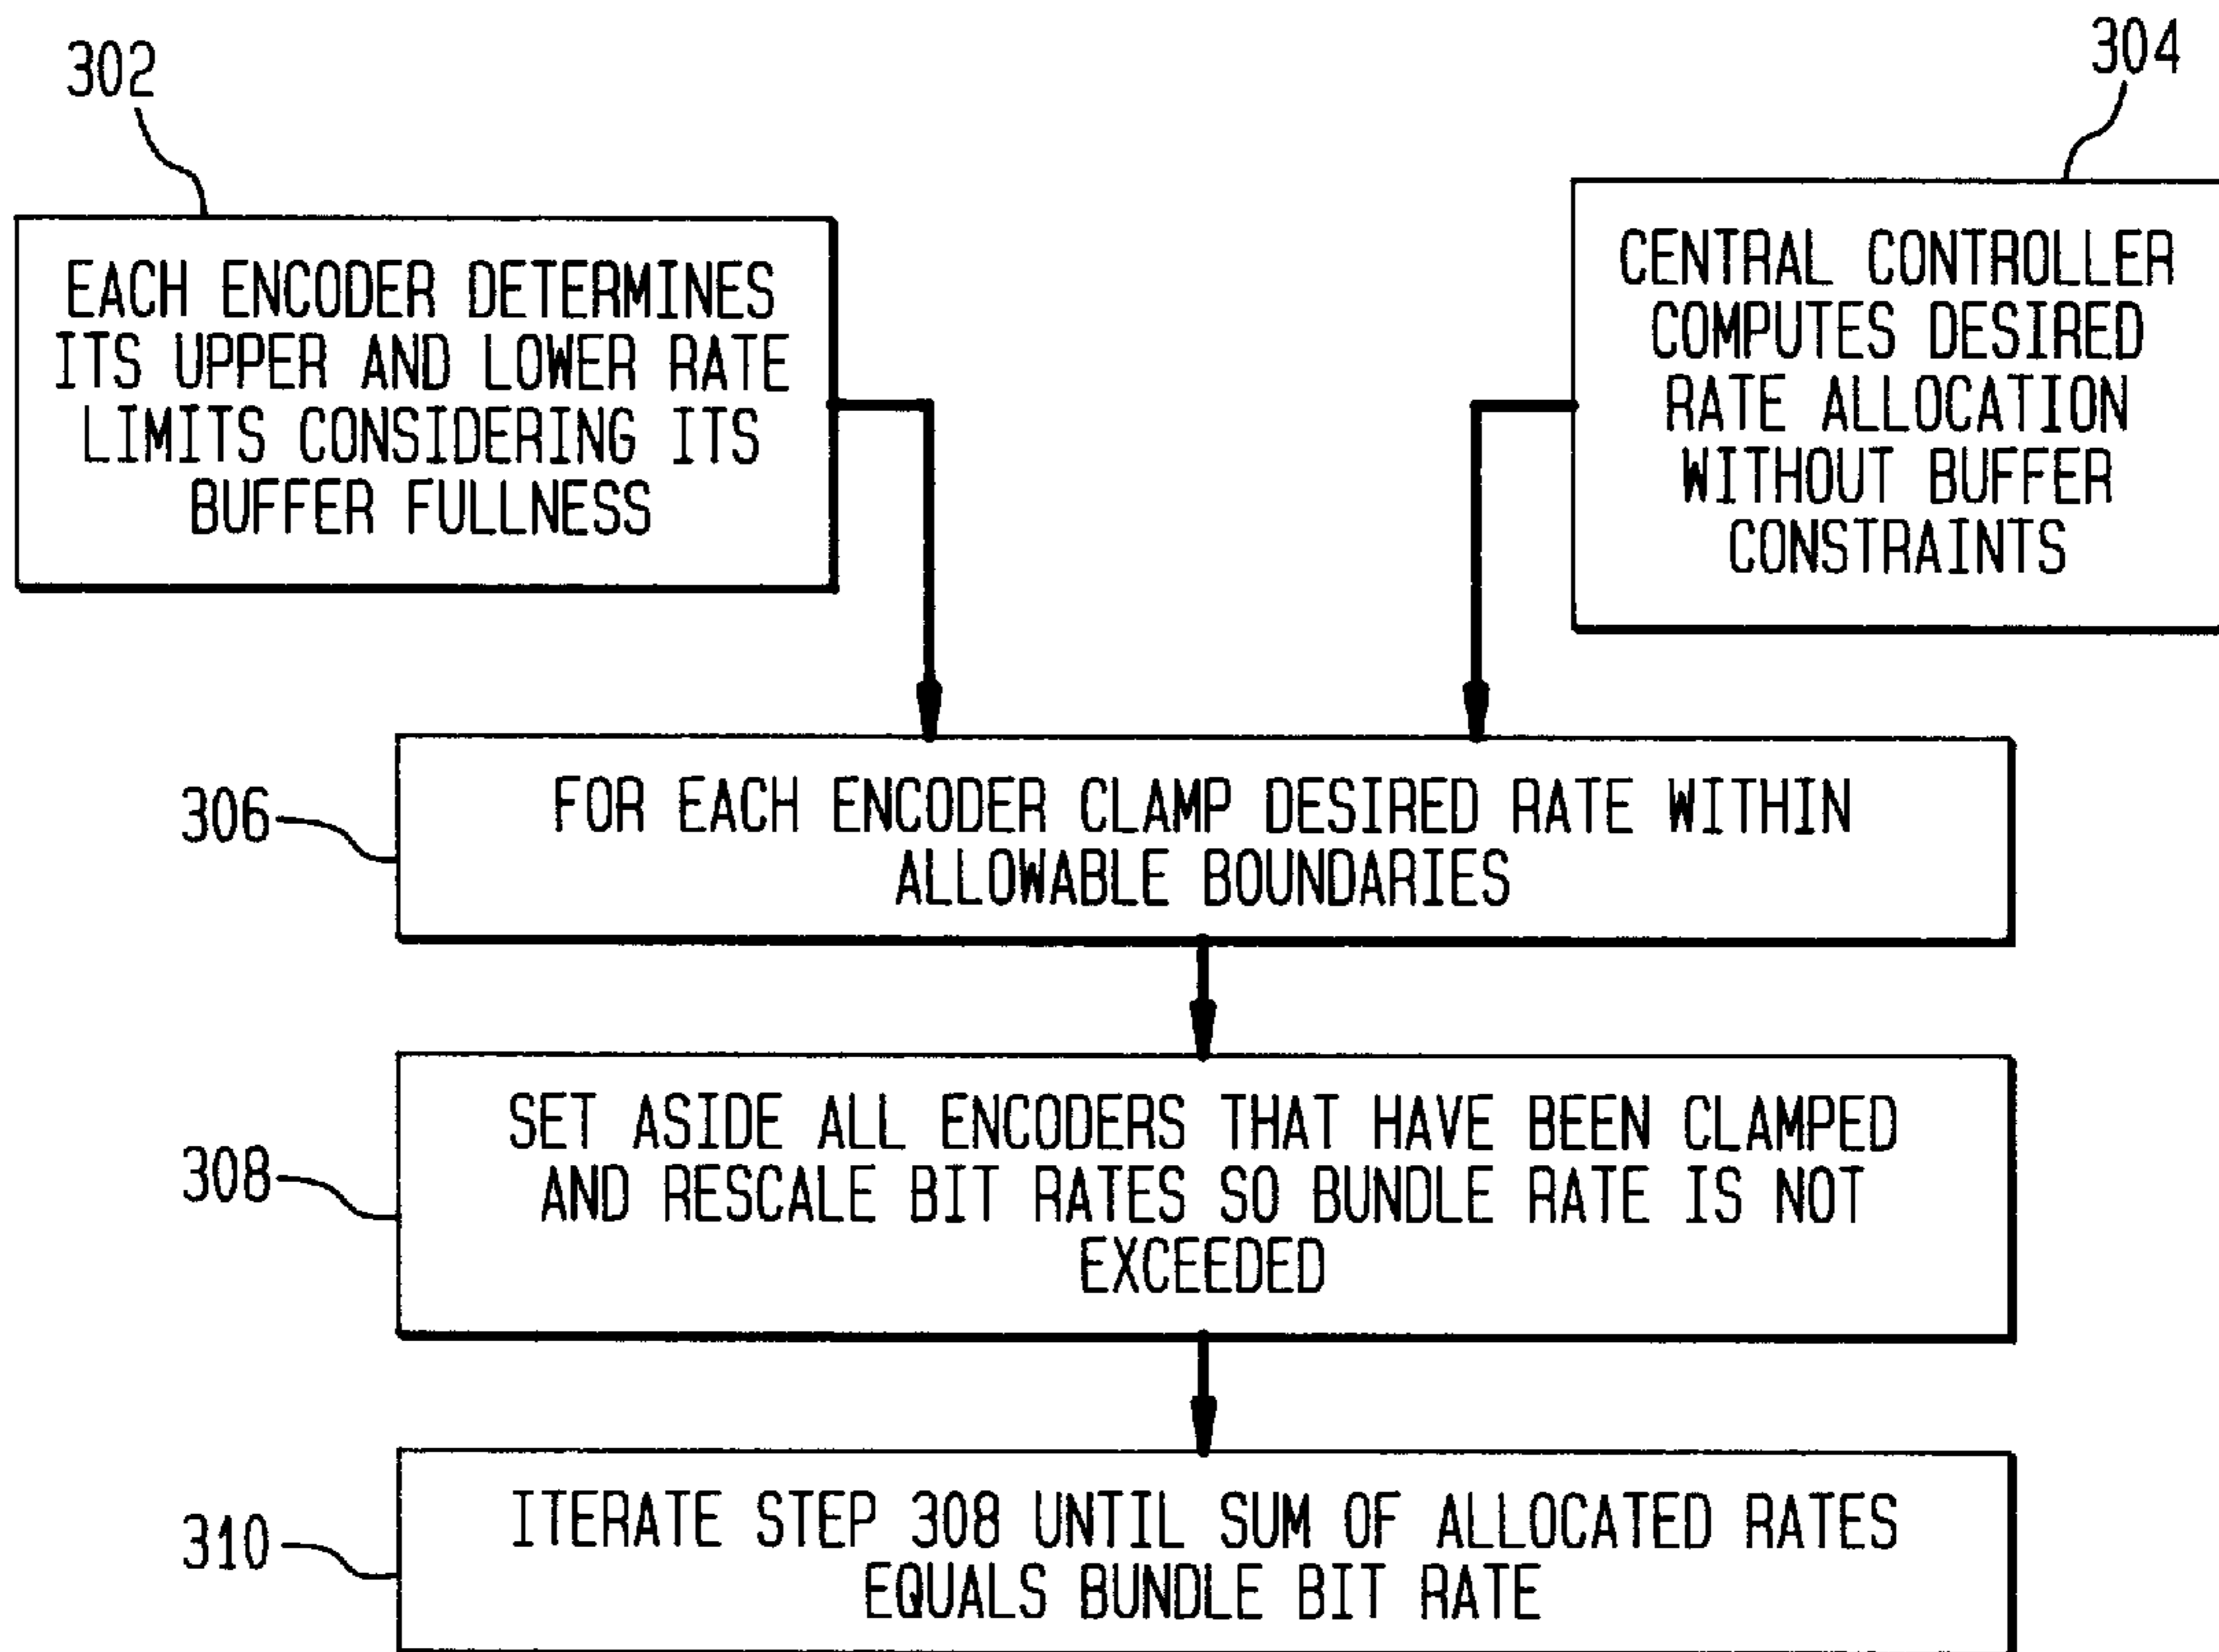 302
304
EACH ENCODER DETERMINES
ITS UPPER AND LOWER RATE
LIMITS CONSIDERING ITS
BUFFER FULLNESS
CENTRAL CONTROLLER
COMPUTES DESIRED
RATE ALLOCATION
WITHOUT BUFFER
CONSTRAINTS
306
FOR EACH ENCODER CLAMP DESIRED RATE WITHIN
ALLOWABLE BOUNDARIES
308
SET ASIDE ALL ENCODERS THAT HAVE BEEN CLAMPED
AND RESCALE BIT RATES SO BUNDLE RATE IS NOT
EXCEEDED
310
ITERATE STEP 308 UNTIL SUM OF ALLOCATED RATES
EQUALS BUNDLE BIT RATE